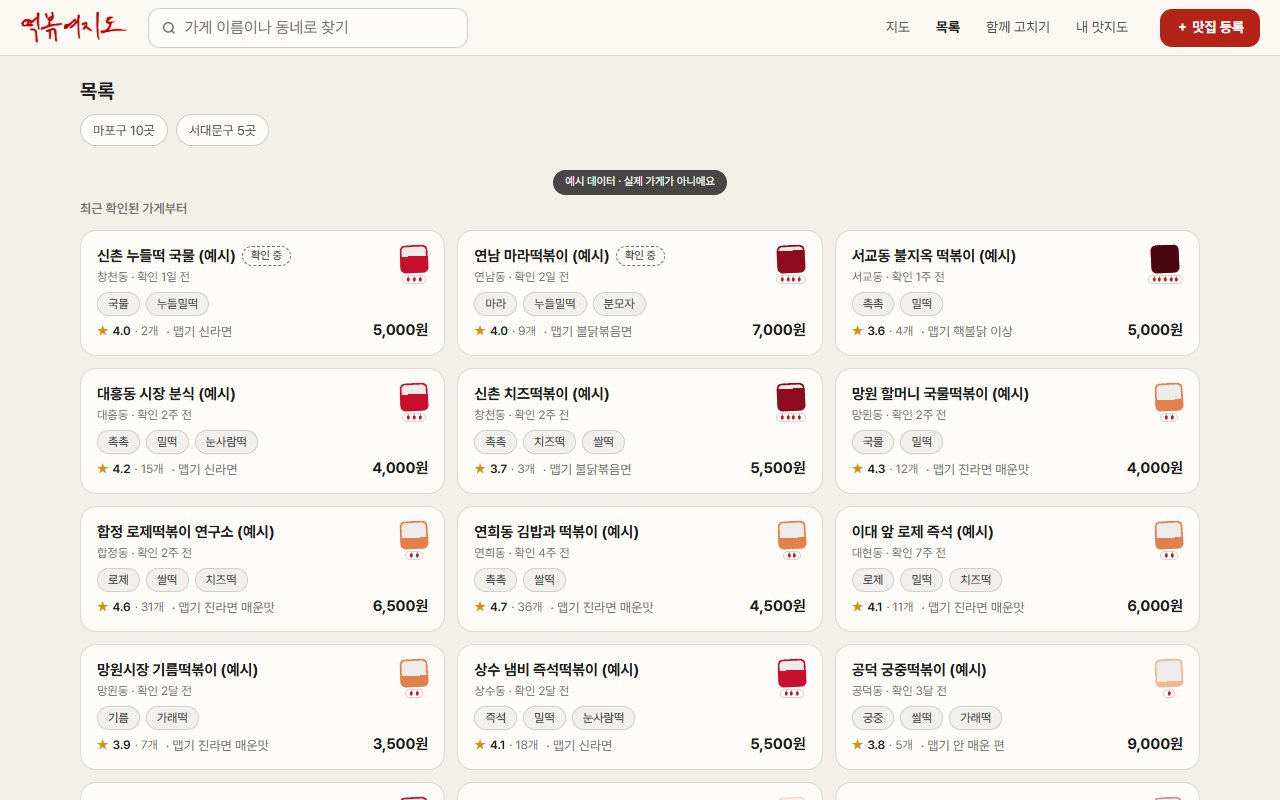 떡볶여지도
가게 이름이나 동네로 찾기
지도 목록 함께 고치기 내 맛지도 + 맛집 등록
목록
마포구 10곳 서대문구 5곳
예시 데이터 · 실제 가게가 아니에요
최근 확인된 가게부터
신촌 누들떡 국물 (예시) 확인 중
창천동 · 확인 1일 전
국물 누들밀떡
★ 4.0 · 2개 · 맵기 신라면 5,000원
연남 마라떡볶이 (예시) 확인 중
연남동 · 확인 2일 전
마라 누들밀떡 분모자
★ 4.0 · 9개 · 맵기 불닭볶음면 7,000원
서교동 불지옥 떡볶이 (예시)
서교동 · 확인 1주 전
촉촉 밀떡
★ 3.6 · 4개 · 맵기 핵불닭 이상 5,000원
대흥동 시장 분식 (예시)
대흥동 · 확인 2주 전
촉촉 밀떡 눈사람떡
★ 4.2 · 15개 · 맵기 신라면 4,000원
신촌 치즈떡볶이 (예시)
창천동 · 확인 2주 전
촉촉 치즈떡 쌀떡
★ 3.7 · 3개 · 맵기 불닭볶음면 5,500원
망원 할머니 국물떡볶이 (예시)
망원동 · 확인 2주 전
국물 밀떡
★ 4.3 · 12개 · 맵기 진라면 매운맛 4,000원
합정 로제떡볶이 연구소 (예시)
합정동 · 확인 2주 전
로제 쌀떡 치즈떡
★ 4.6 · 31개 · 맵기 진라면 매운맛 6,500원
연희동 김밥과 떡볶이 (예시)
연희동 · 확인 4주 전
촉촉 쌀떡
★ 4.7 · 36개 · 맵기 진라면 매운맛 4,500원
이대 앞 로제 즉석 (예시)
대현동 · 확인 7주 전
로제 밀떡 치즈떡
★ 4.1 · 11개 · 맵기 진라면 매운맛 6,000원
망원시장 기름떡볶이 (예시)
망원동 · 확인 2달 전
기름 가래떡
★ 3.9 · 7개 · 맵기 진라면 매운맛 3,500원
상수 냄비 즉석떡볶이 (예시)
상수동 · 확인 2달 전
즉석 밀떡 눈사람떡
★ 4.1 · 18개 · 맵기 신라면 5,500원
공덕 궁중떡볶이 (예시)
공덕동 · 확인 3달 전
궁중 쌀떡 가래떡
★ 3.8 · 5개 · 맵기 안 매운 편 9,000원